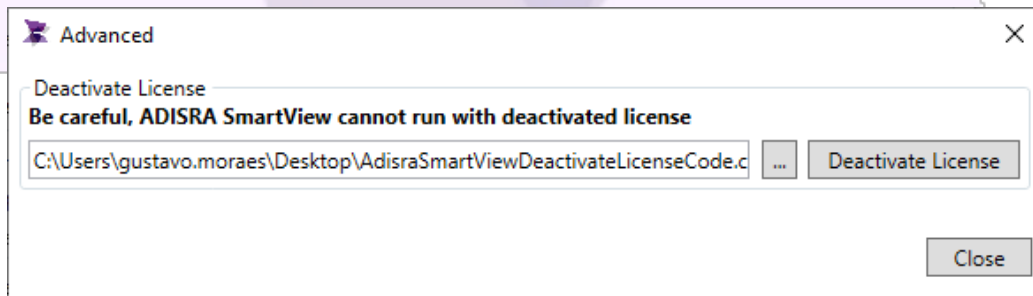 Advanced
Deactivate License
Be careful, ADISRA SmartView cannot run with deactivated license
C:\Users\gustavo.moraes\Desktop\AdisraSmartViewDeactivateLicenseCode.c
... Deactivate License
Close